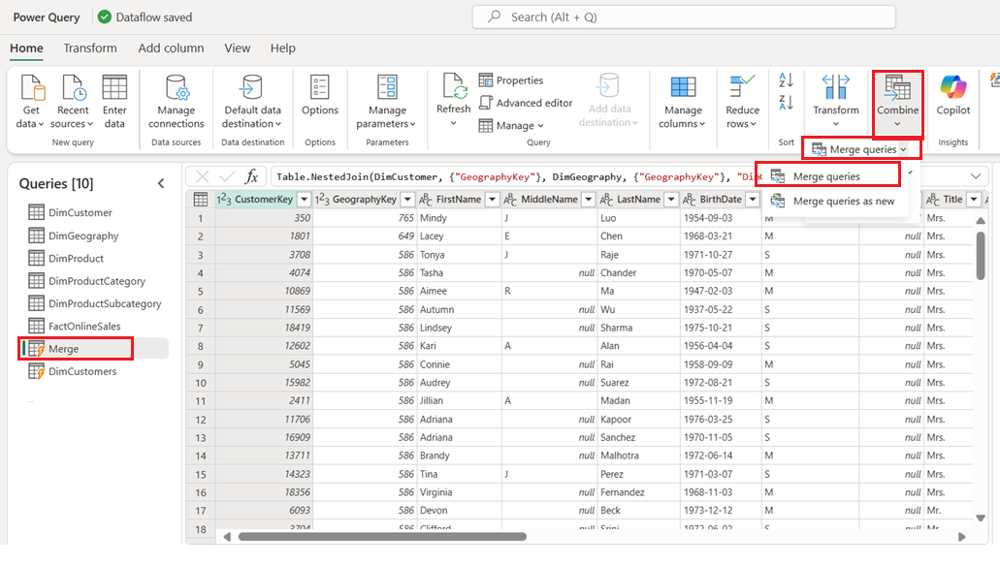 Power Query Dataflow saved Search (Alt + Q)
Home Transform Add column View Help
Get data Recent sources Enter data New query
Manage connections Data sources
Default data destination Data destination
Options Options
Manage parameters Parameters
Refresh Properties Advanced editor Manage Add data destination Query
Manage columns
Reduce rows
A Z Z A Sort
Transform
Combine
Copilot Insights
Merge queries
Merge queries
Merge queries as new
Queries [10]
DimCustomer
DimGeography
DimProduct
DimProductCategory
DimProductSubcategory
FactOnlineSales
Merge
DimCustomers
fx Table.NestedJoin(DimCustomer, {"GeographyKey"}, DimGeography, {"GeographyKey"}, "Dim
123 CustomerKey 123 GeographyKey ABC FirstName ABC MiddleName ABC LastName ABC BirthDate ABC Title
1 350 765 Mindy J Luo 1954-09-03 M Mrs.
2 1801 649 Lacey E Chen 1968-03-21 M null Mrs.
3 3708 586 Tonya J Raje 1971-10-27 S null Mrs.
4 4074 586 Tasha null Chander 1970-05-07 M null Mrs.
5 10869 586 Aimee R Ma 1947-02-03 M null Mrs.
6 11569 586 Autumn null Wu 1937-05-22 S null Mrs.
7 18419 586 Lindsey null Sharma 1975-10-21 S null Mrs.
8 12602 586 Kari A Alan 1956-04-04 S null Mrs.
9 5045 586 Connie null Rai 1958-09-09 M null Mrs.
10 15982 586 Audrey null Suarez 1972-08-21 S null Mrs.
11 2411 586 Jillian A Madan 1955-11-19 M null Mrs.
12 11706 586 Adriana null Kapoor 1976-03-25 S null Mrs.
13 16909 586 Adriana null Sanchez 1970-11-05 S null Mrs.
14 13711 586 Brandy null Malhotra 1972-06-14 M null Mrs.
15 14323 586 Tina J Perez 1971-03-07 S null Mrs.
16 18356 586 Virginia null Fernandez 1968-11-03 M null Mrs.
17 6093 586 Devon null Beck 1973-12-12 M null Mr.
18 3704 586 Clifford null Srini 1972-06-02 S null Mrs.